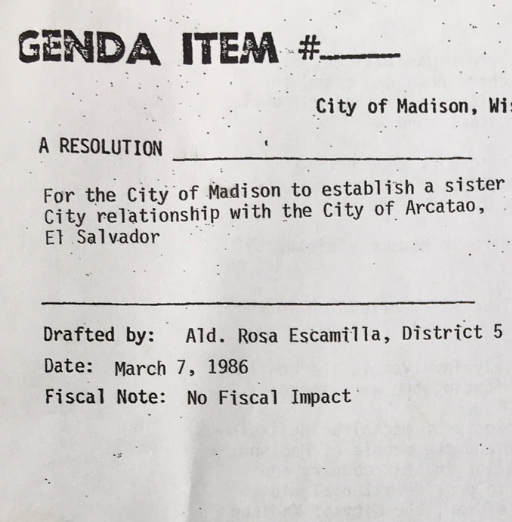 GENDA ITEM #
City of Madison, Wis
A RESOLUTION
For the City of Madison to establish a sister
City relationship with the City of Arcatao,
El Salvador
Drafted by: Ald. Rosa Escamilla, District 5
Date: March 7, 1986
Fiscal Note: No Fiscal Impact